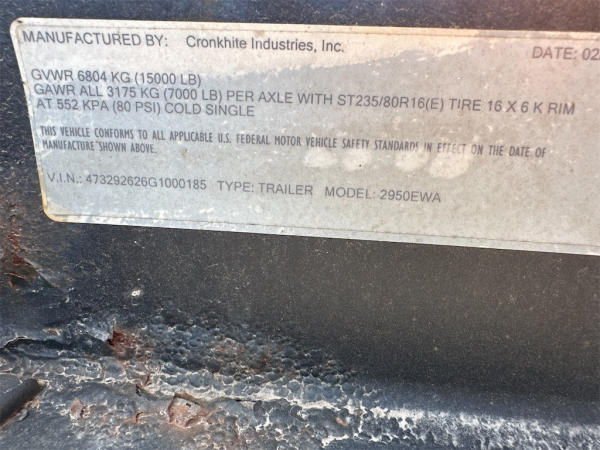 MANUFACTURED BY: Cronkhite Industries, Inc. DATE: 02
GVWR 6804 KG (15000 LB)
GAWR ALL 3175 KG (7000 LB) PER AXLE WITH ST235/80R16(E) TIRE 16 X 6 K RIM
AT 552 KPA (80 PSI) COLD SINGLE
THIS VEHICLE CONFORMS TO ALL APPLICABLE U.S. FEDERAL MOTOR VEHICLE SAFETY STANDARDS IN EFFECT ON THE DATE OF
MANUFACTURE SHOWN ABOVE.
V.I.N.: 473292626G1000185 TYPE: TRAILER MODEL: 2950EWA